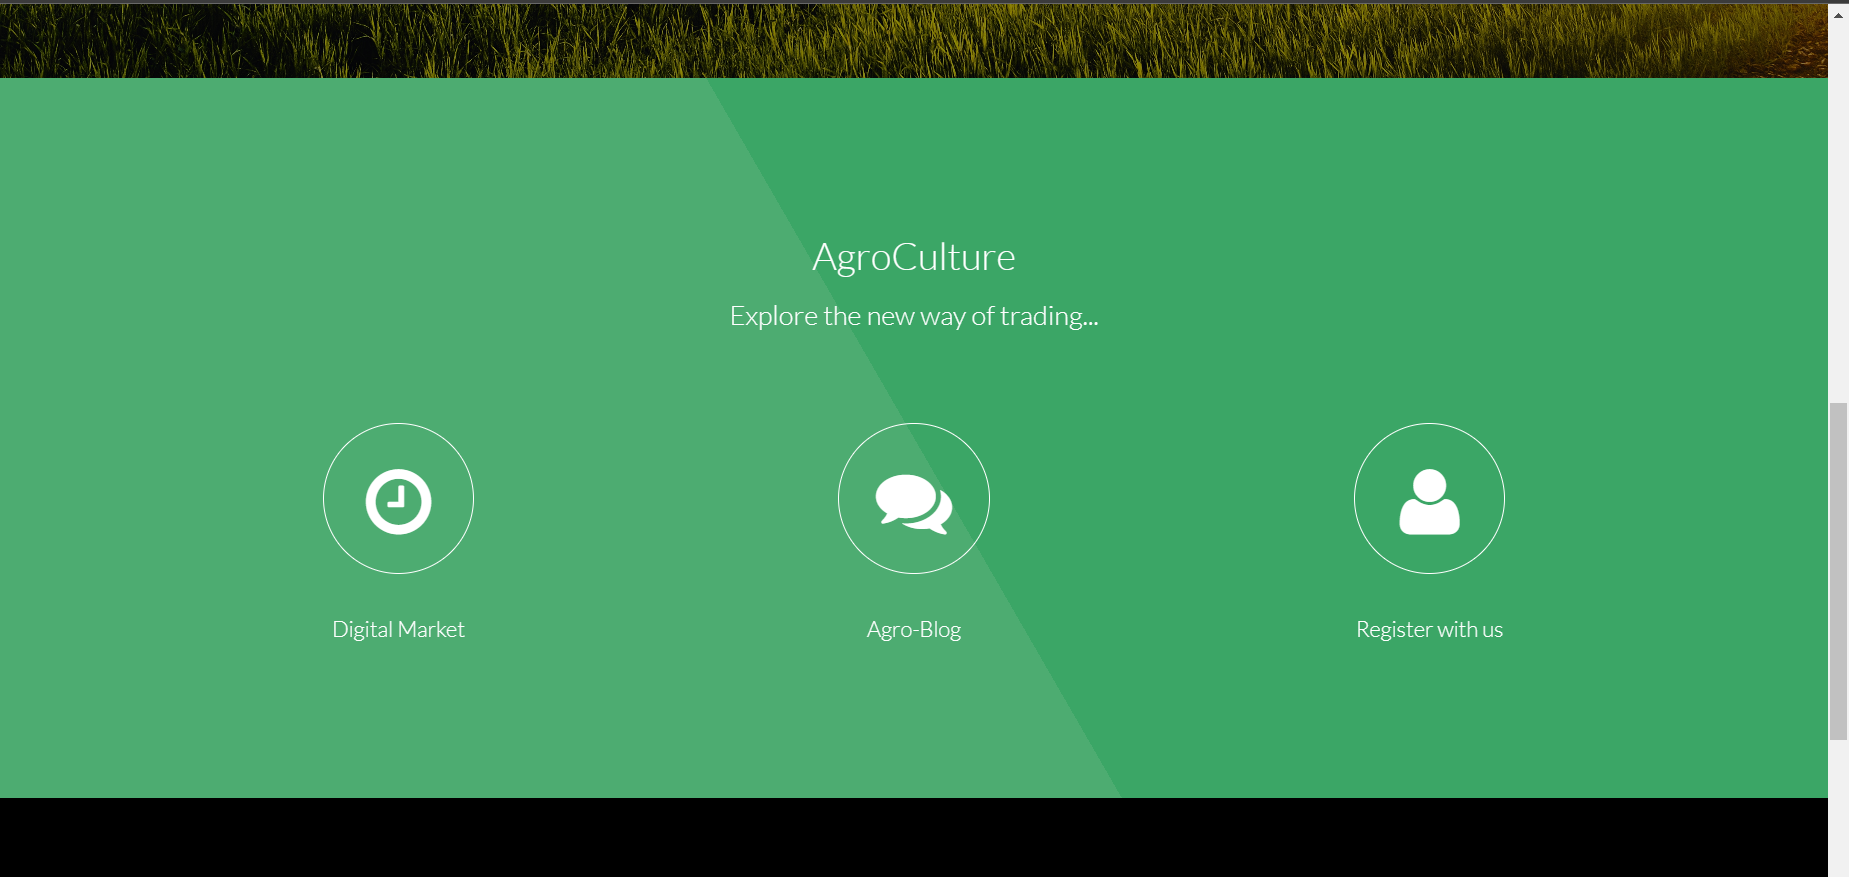 AgroCulture
Explore the new way of trading...
Digital Market
Agro-Blog
Register with us